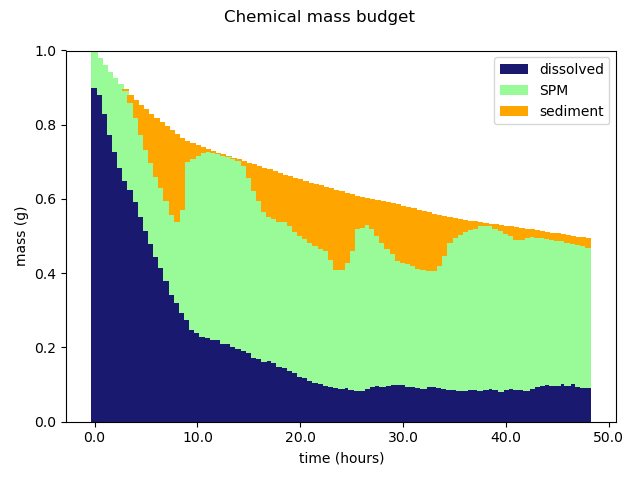 Chemical mass budget
1.0
0.8
0.6
0.4
0.2
0.0
mass (g)
dissolved
SPM
sediment
0.0 10.0 20.0 30.0 40.0 50.0
time (hours)